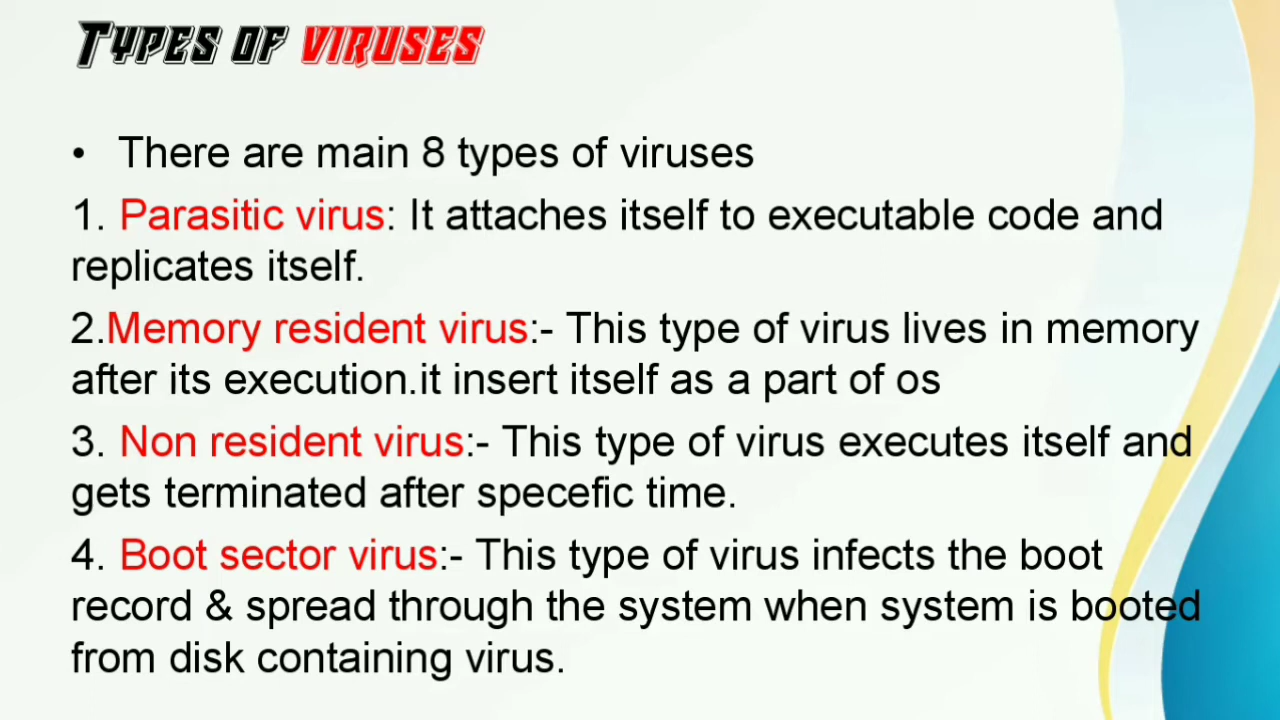 TYPES OF VIRUSES
• There are main 8 types of viruses
1. Parasitic virus: It attaches itself to executable code and
replicates itself.
2.Memory resident virus:- This type of virus lives in memory
after its execution.it insert itself as a part of os
3. Non resident virus:- This type of virus executes itself and
gets terminated after specefic time.
4. Boot sector virus:- This type of virus infects the boot
record & spread through the system when system is booted
from disk containing virus.